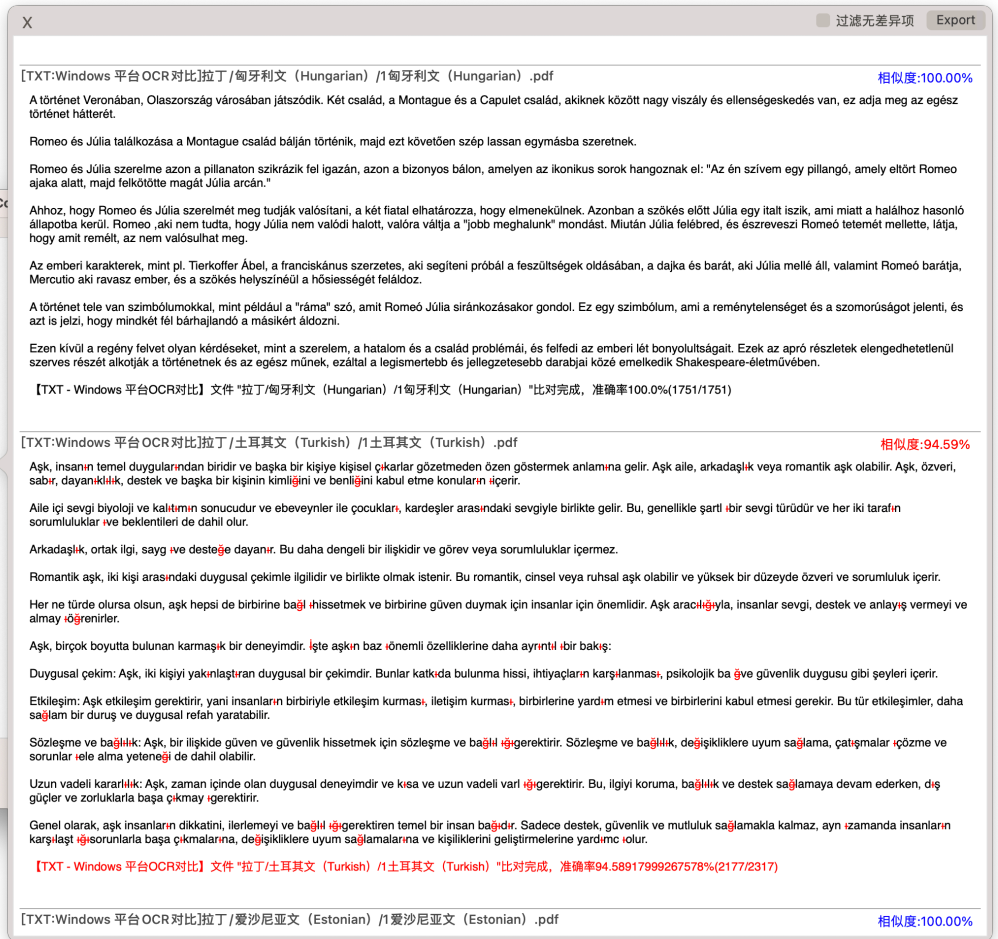 X
过滤无差异项
Export
[TXT:Windows 平台OCR对比]拉丁/匈牙利文（Hungarian）/1匈牙利文（Hungarian）.pdf
相似度:100.00%
A történet Veronában, Olaszország városában játszódik. Két család, a Montague és a Capulet család, akiknek között nagy viszály és ellenségeskedés van, ez adja meg az egész
történet hátterét.
Romeo és Júlia találkozása a Montague család bálján történik, majd ezt követően szép lassan egymásba szeretnek.
Romeo és Júlia szerelme azon a pillanaton szikrázik fel igazán, azon a bizonyos bálon, amelyen az ikonikus sorok hangoznak el: "Az én szívem egy pillangó, amely eltört Romeo
ajaka alatt, majd felkötötte magát Júlia arcán."
Ahhoz, hogy Romeo és Júlia szerelmét meg tudják valósítani, a két fiatal elhatározza, hogy elmenekülnek. Azonban a szökés előtt Júlia egy italt iszik, ami miatt a halálhoz hasonló
állapotba kerül. Romeo ,aki nem tudta, hogy Júlia nem valódi halott, valóra váltja a "jobb meghalunk" mondást. Miután Júlia felébred, és észreveszi Romeó tetemét mellette, látja,
hogy amit remélt, az nem valósulhat meg.
Az emberi karakterek, mint pl. Tierkoffer Ábel, a franciskánus szerzetes, aki segíteni próbál a feszültségek oldásában, a dajka és barát, aki Júlia mellé áll, valamint Romeó barátja,
Mercutio aki ravasz ember, és a szökés helyszínéül a hősiességét feláldoz.
A történet tele van szimbólumokkal, mint például a "ráma" szó, amit Romeó Júlia siránkozásakor gondol. Ez egy szimbólum, ami a reménytelenséget és a szomorúságot jelenti, és
azt is jelzi, hogy mindkét fél bárhajlandó a másikért áldozni.
Ezen kívül a regény felvet olyan kérdéseket, mint a szerelem, a hatalom és a család problémái, és felfedi az emberi lét bonyolultságait. Ezek az apró részletek elengedhetetlenül
szerves részét alkotják a történetnek és az egész műnek, ezáltal a legismertebb és jellegzetesebb darabjai közé emelkedik Shakespeare-életművében.
【TXT - Windows 平台OCR对比】文件 "拉丁/匈牙利文（Hungarian）/1匈牙利文（Hungarian）"比对完成，准确率100.0%(1751/1751)
[TXT:Windows 平台OCR对比]拉丁/土耳其文（Turkish）/1土耳其文（Turkish）.pdf
相似度:94.59%
Aşk, insanın temel duygularından biridir ve başka bir kişiye kişisel çıkarlar gözetmeden özen göstermek anlamına gelir. Aşk aile, arkadaşlık veya romantik aşk olabilir. Aşk, özveri,
sabır, dayanıklılık, destek ve başka bir kişinin kimliğini ve benliğini kabul etme konuların ıiçerir.
Aile içi sevgi biyoloji ve kalıtımın sonucudur ve ebeveynler ile çocukları, kardeşler arasındaki sevgiyle birlikte gelir. Bu, genellikle şartl ıbir sevgi türüdür ve her iki tarafın
sorumluluklar ıve beklentileri de dahil olur.
Arkadaşlık, ortak ilgi, sayg ıve desteğe dayanır. Bu daha dengeli bir ilişkidir ve görev veya sorumluluklar içermez.
Romantik aşk, iki kişi arasındaki duygusal çekimle ilgilidir ve birlikte olmak istenir. Bu romantik, cinsel veya ruhsal aşk olabilir ve yüksek bir düzeyde özveri ve sorumluluk içerir.
Her ne türde olursa olsun, aşk hepsi de birbirine bağl ıhissetmek ve birbirine güven duymak için insanlar için önemlidir. Aşk aracılığıyla, insanlar sevgi, destek ve anlayış vermeyi ve
almay ıöğrenirler.
Aşk, birçok boyutta bulunan karmaşık bir deneyimdir. İşte aşkın baz ıönemli özelliklerine daha ayrıntıl ıbir bakış:
Duygusal çekim: Aşk, iki kişiyi yakınlaştıran duygusal bir çekimdir. Bunlar katkıda bulunma hissi, ihtiyaçların karşılanması, psikolojik ba ğve güvenlik duygusu gibi şeyleri içerir.
Etkileşim: Aşk etkileşim gerektirir, yani insanların birbiriyle etkileşim kurması, iletişim kurması, birbirlerine yardım etmesi ve birbirlerini kabul etmesi gerekir. Bu tür etkileşimler, daha
sağlam bir duruş ve duygusal refah yaratabilir.
Sözleşme ve bağlılık: Aşk, bir ilişkide güven ve güvenlik hissetmek için sözleşme ve bağlıl ığıgerektirir. Sözleşme ve bağlılık, değişikliklere uyum sağlama, çatışmalar ıçözme ve
sorunlar ıele alma yeteneği de dahil olabilir.
Uzun vadeli kararlılık: Aşk, zaman içinde olan duygusal deneyimdir ve kısa ve uzun vadeli varl ığıgerektirir. Bu, ilgiyi koruma, bağlılık ve destek sağlamaya devam ederken, dış
güçler ve zorluklarla başa çıkmay ıgerektirir.
Genel olarak, aşk insanların dikkatini, ilerlemeyi ve bağlıl ığıgerektiren temel bir insan bağıdır. Sadece destek, güvenlik ve mutluluk sağlamakla kalmaz, ayn ızamanda insanların
karşılaşt ığısorunlarla başa çıkmalarına, değişikliklere uyum sağlamalarına ve kişiliklerini geliştirmelerine yardımc ıolur.
【TXT - Windows 平台OCR对比】文件 "拉丁/土耳其文（Turkish）/1土耳其文（Turkish）"比对完成，准确率94.58917999267578%(2177/2317)
[TXT:Windows 平台OCR对比]拉丁/爱沙尼亚文（Estonian）/1爱沙尼亚文（Estonian）.pdf
相似度:100.00%